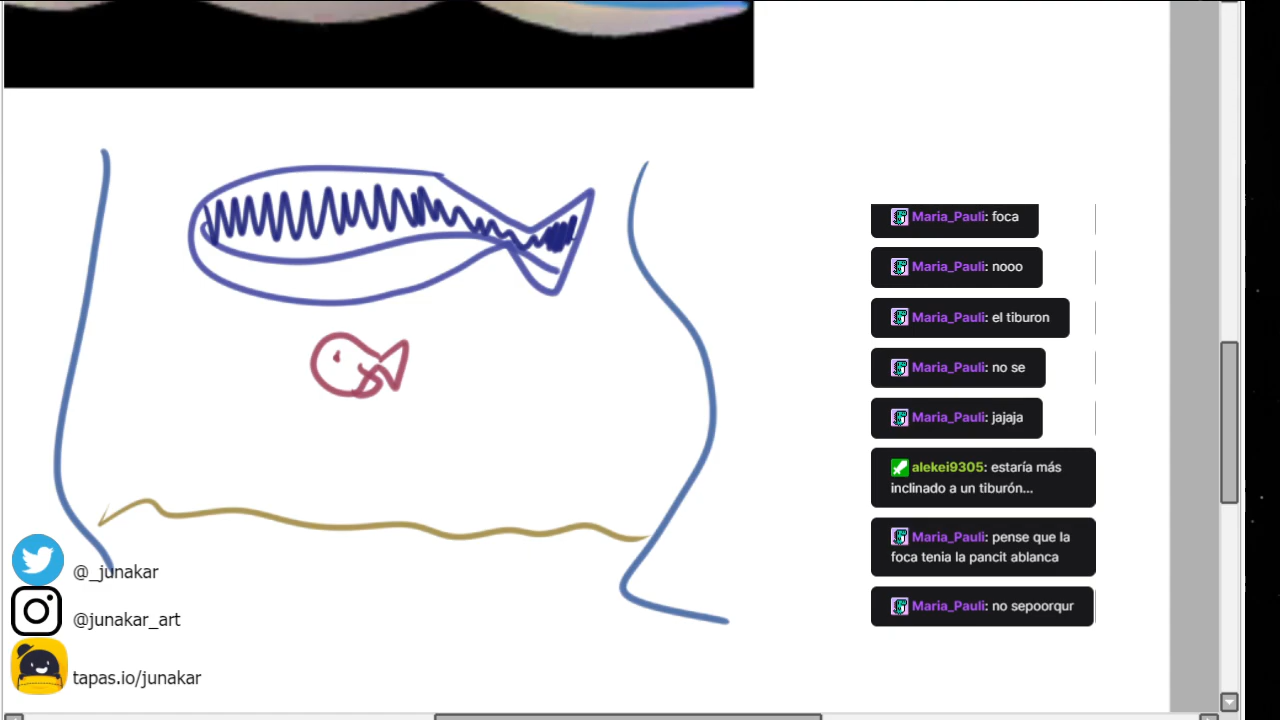 Maria_Pauli: foca
Maria_Pauli: nooo
Maria_Pauli: el tiburon
Maria_Pauli: no se
Maria_Pauli: jajaja
alekei9305: estaría más
inclinado a un tiburón...
Maria_Pauli: pense que la
foca tenia la pancit ablanca
Maria_Pauli: no sepoorqur
@_junakar
@junakar_art
tapas.io/junakar